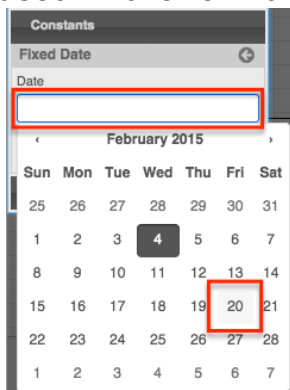 Constants
Fixed Date
Date
‹ February 2015 ›
Sun Mon Tue Wed Thu Fri Sat
25 26 27 28 29 30 31
1 2 3 4 5 6 7
8 9 10 11 12 13 14
15 16 17 18 19 20 21
22 23 24 25 26 27 28
1 2 3 4 5 6 7